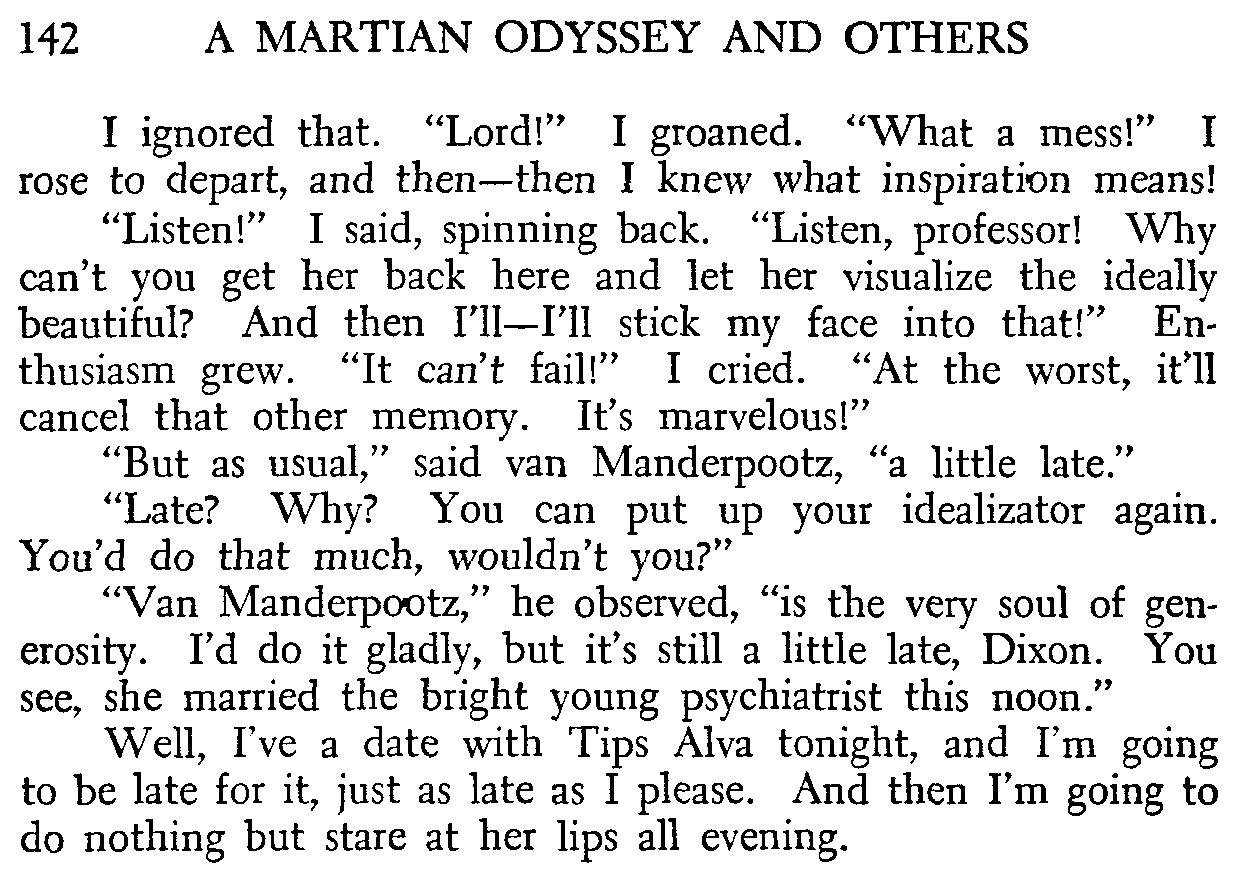 142 A MARTIAN ODYSSEY AND OTHERS
I ignored that. “Lord!” I groaned. “What a mess!” I
rose to depart, and then—then I knew what inspiration means!
“Listen!” I said, spinning back. “Listen, professor! Why
can't you get her back here and let her visualize the ideally
beautiful? And then I'll—I'll stick my face into that!” En-
thusiasm grew. “It can't fail!” I cried. “At the worst, it'll
cancel that other memory. It's marvelous!”
“But as usual,” said van Manderpootz, “a little late.”
“Late? Why? You can put up your idealizator again.
You'd do that much, wouldn't you?”
“Van Manderpootz,” he observed, “is the very soul of gen-
erosity. I'd do it gladly, but it's still a little late, Dixon. You
see, she married the bright young psychiatrist this noon.”
Well, I've a date with Tips Alva tonight, and I'm going
to be late for it, just as late as I please. And then I'm going to
do nothing but stare at her lips all evening.